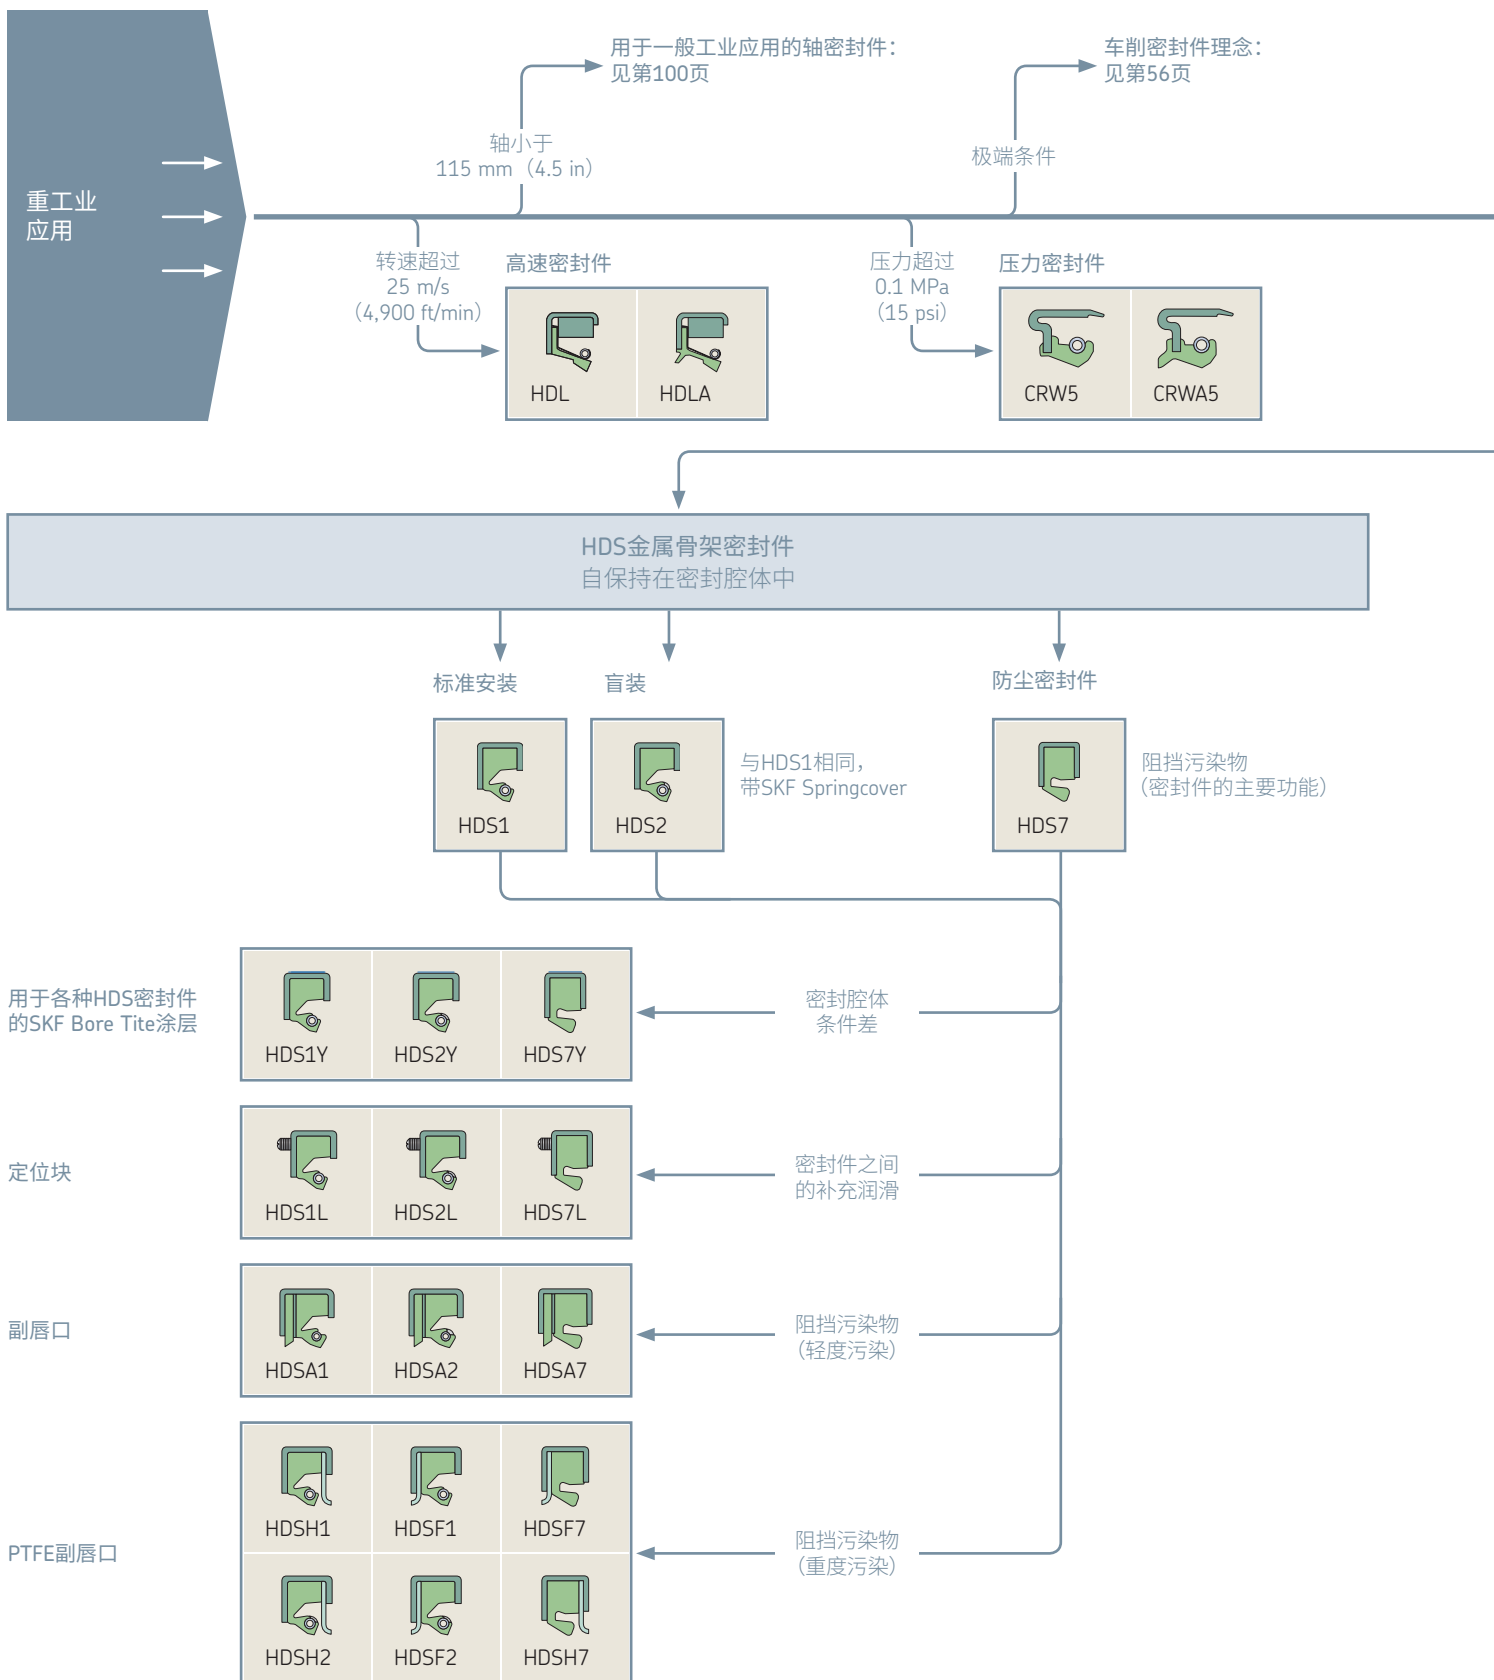 用于一般工业应用的轴密封件：
见第100页
车削密封件理念：
见第56页
轴小于
115 mm（4.5 in）
极端条件
重工业
应用
转速超过
25 m/s
（4,900 ft/min）
高速密封件
HDL
HDLA
压力超过
0.1 MPa
（15 psi）
压力密封件
CRW5
CRWA5
HDS金属骨架密封件
自保持在密封腔体中
标准安装
盲装
防尘密封件
HDS1
HDS2
与HDS1相同，
带SKF Springcover
HDS7
阻挡污染物
（密封件的主要功能）
用于各种HDS密封件
的SKF Bore Tite涂层
HDS1Y
HDS2Y
HDS7Y
密封腔体
条件差
定位块
HDS1L
HDS2L
HDS7L
密封件之间
的补充润滑
副唇口
HDSA1
HDSA2
HDSA7
阻挡污染物
（轻度污染）
PTFE副唇口
HDSH1
HDSF1
HDSF7
HDSH2
HDSF2
HDSH7
阻挡污染物
（重度污染）